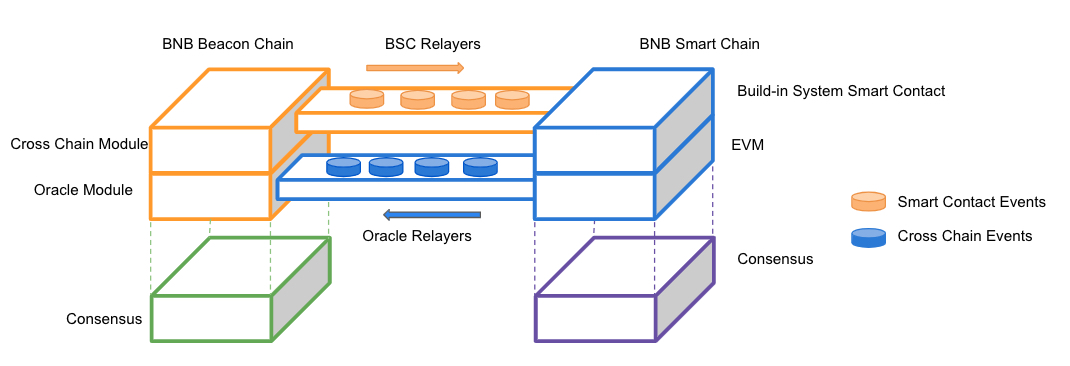 BNB Beacon Chain
BSC Relayers
BNB Smart Chain
Build-in System Smart Contact
Cross Chain Module
EVM
Oracle Module
Smart Contact Events
Oracle Relayers
Cross Chain Events
Consensus
Consensus